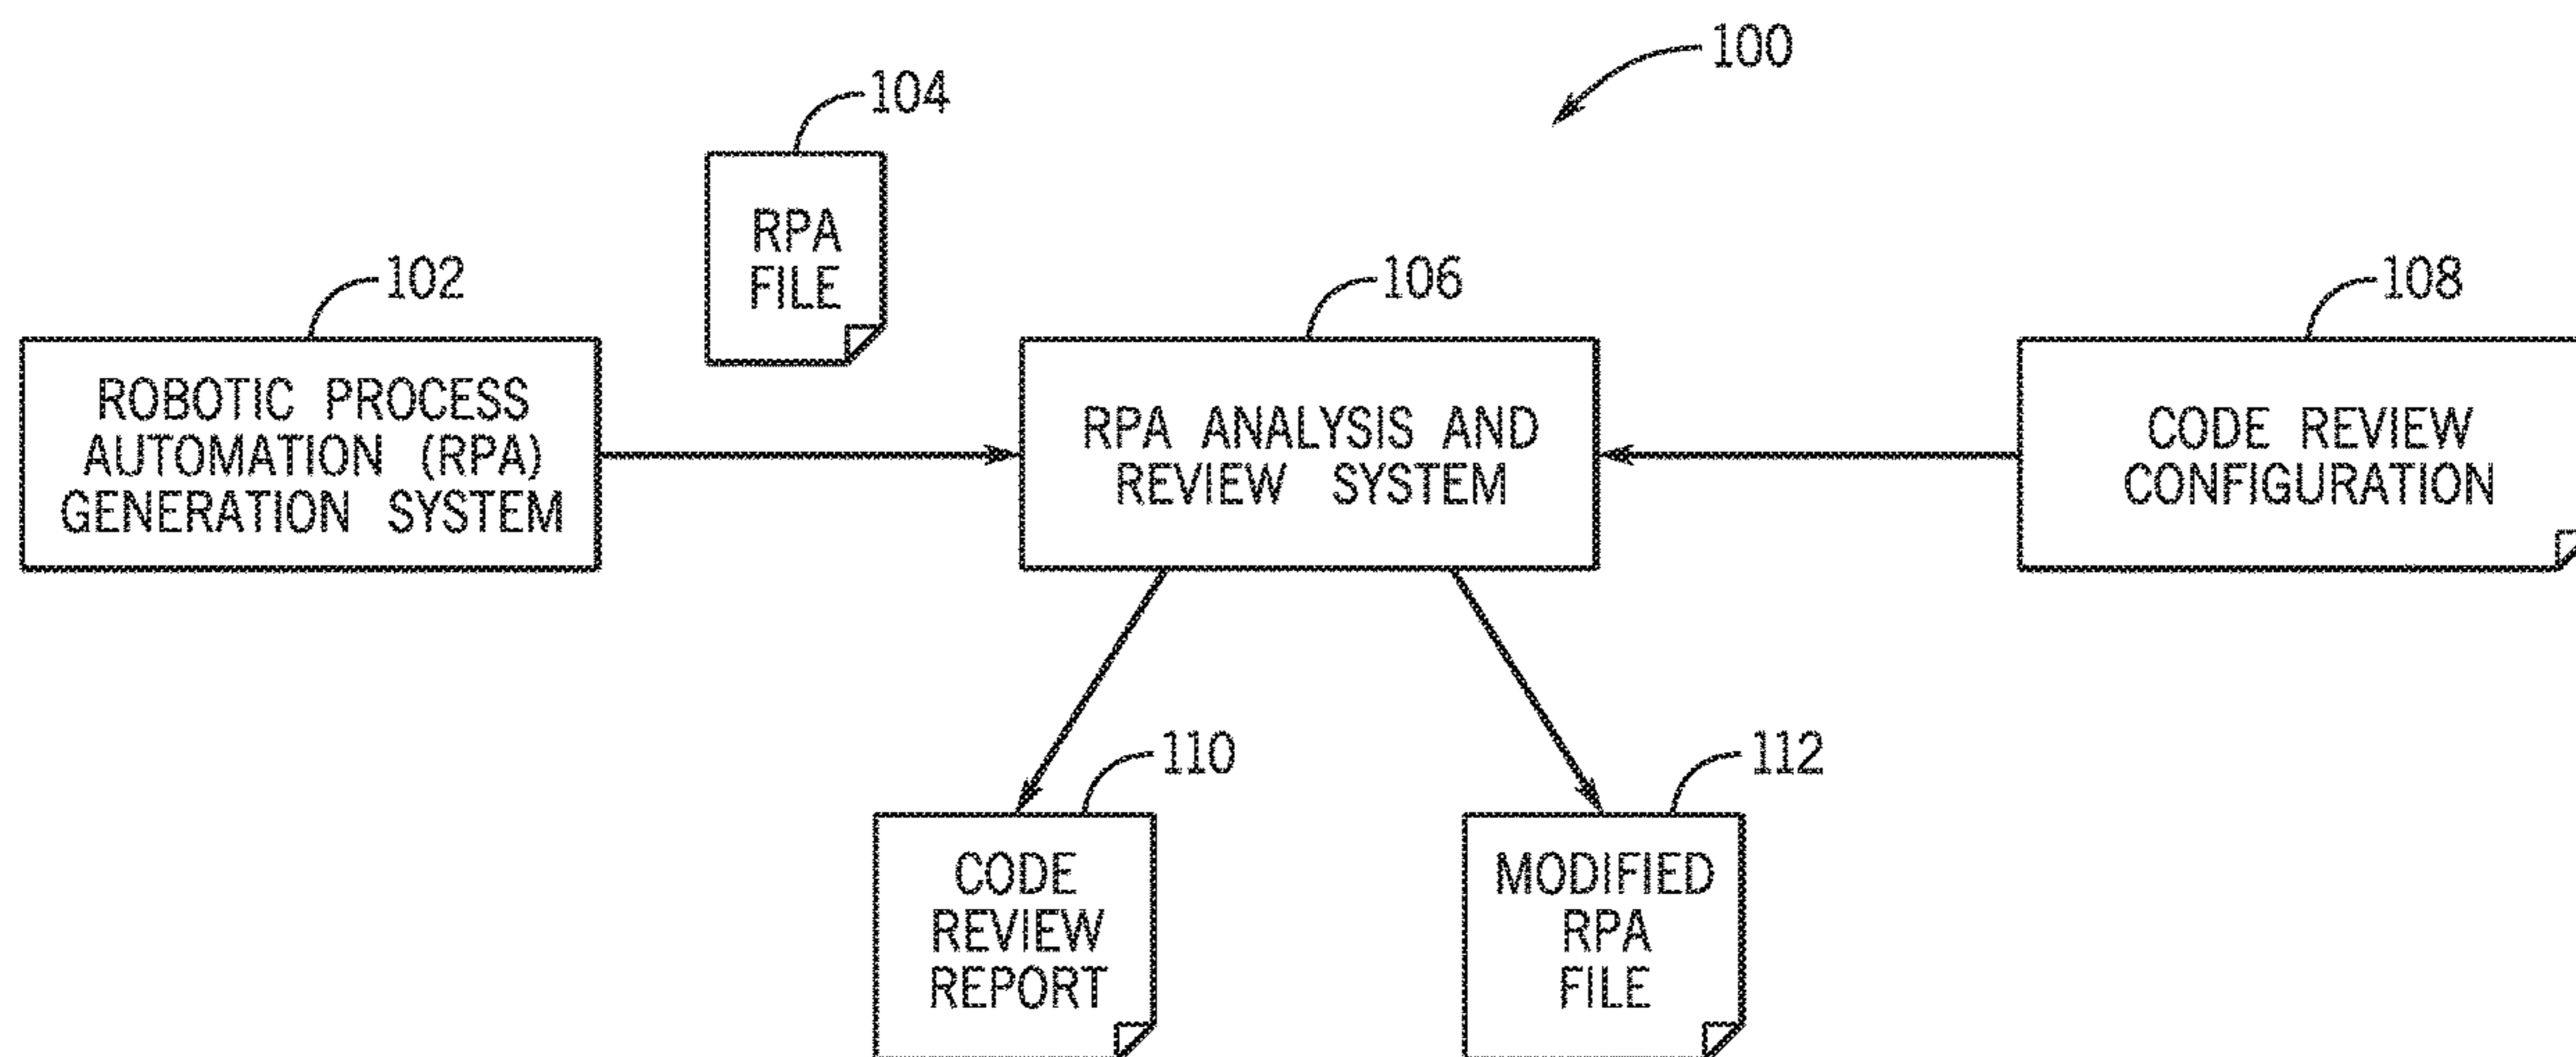 100
104
RPA
FILE
102
106
108
ROBOTIC PROCESS
AUTOMATION (RPA)
GENERATION SYSTEM
RPA ANALYSIS AND
REVIEW SYSTEM
CODE REVIEW
CONFIGURATION
110
112
CODE
REVIEW
REPORT
MODIFIED
RPA
FILE